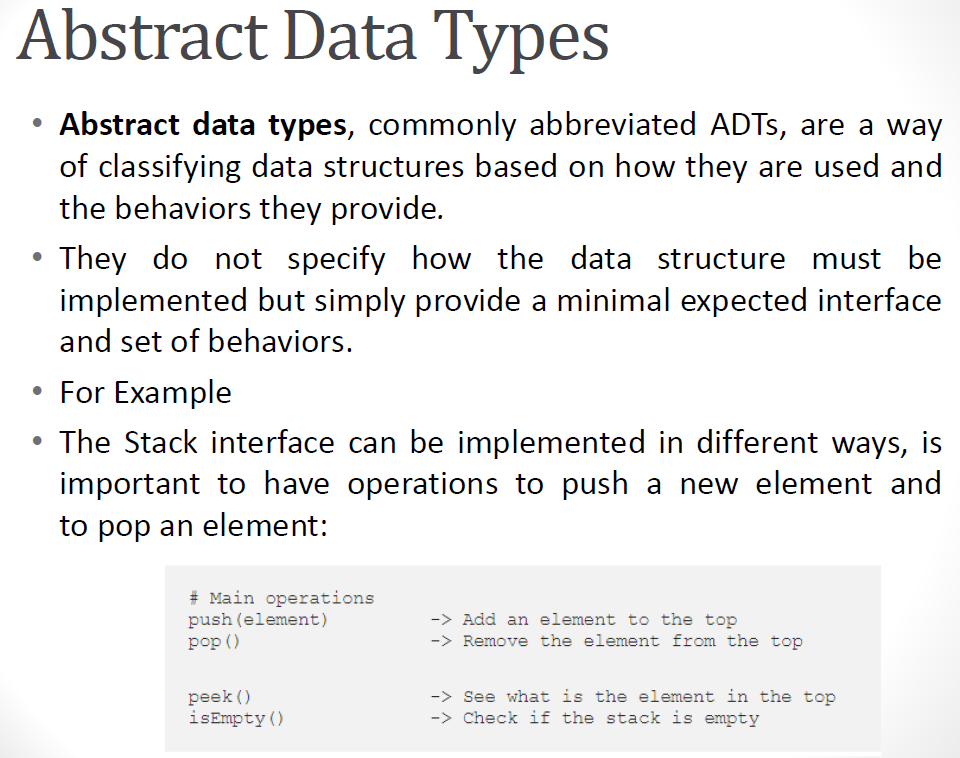 Abstract Data Types
• Abstract data types, commonly abbreviated ADTs, are a way
of classifying data structures based on how they are used and
the behaviors they provide.
• They do not specify how the data structure must be
implemented but simply provide a minimal expected interface
and set of behaviors.
• For Example
• The Stack interface can be implemented in different ways, is
important to have operations to push a new element and
to pop an element:
# Main operations
push(element) -> Add an element to the top
pop() -> Remove the element from the top
peek() -> See what is the element in the top
isEmpty() -> Check if the stack is empty